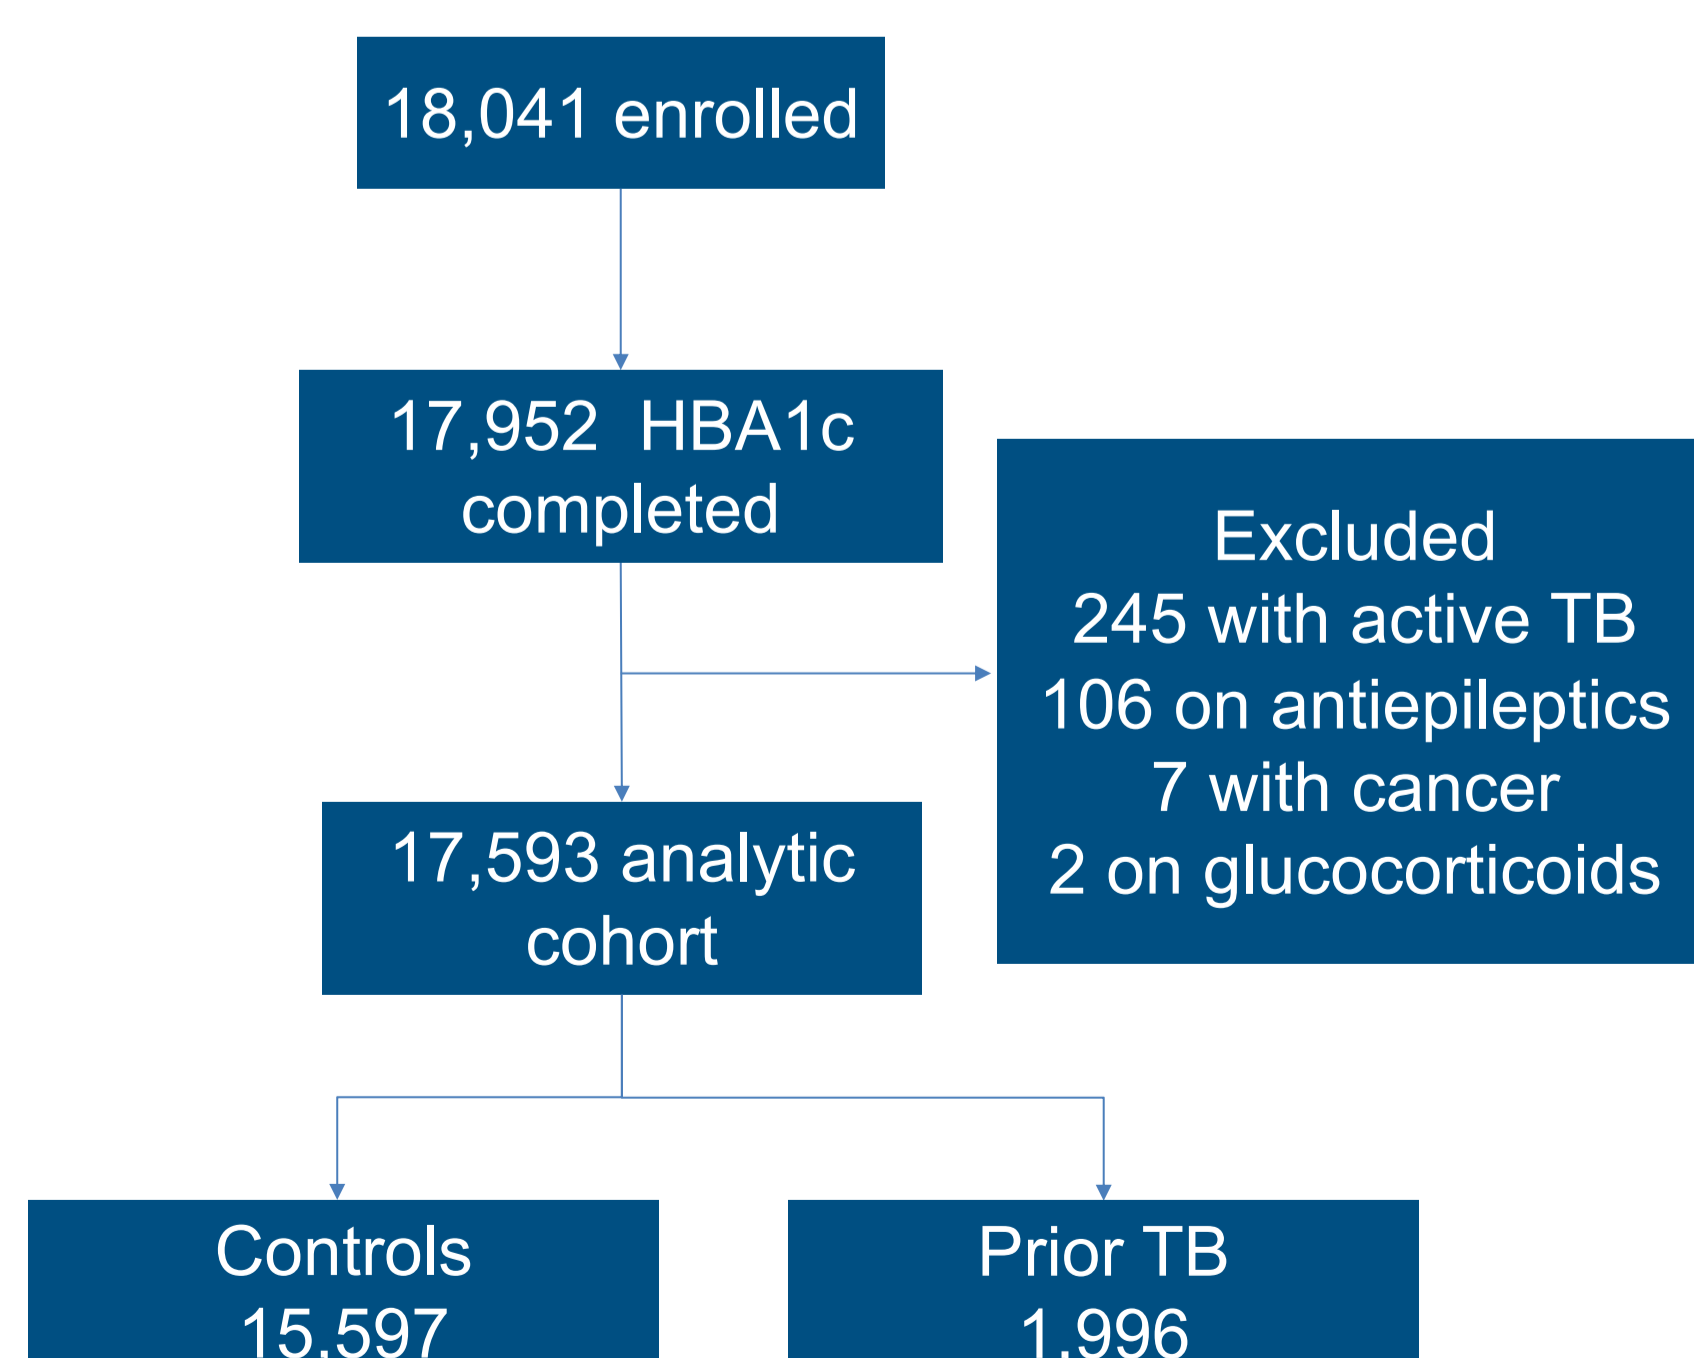 18,041 enrolled
17,952 HBA1c
completed
Excluded
245 with active TB
106 on antiepileptics
7 with cancer
2 on glucocorticoids
17,593 analytic
cohort
Controls
15,597
Prior TB
1,996